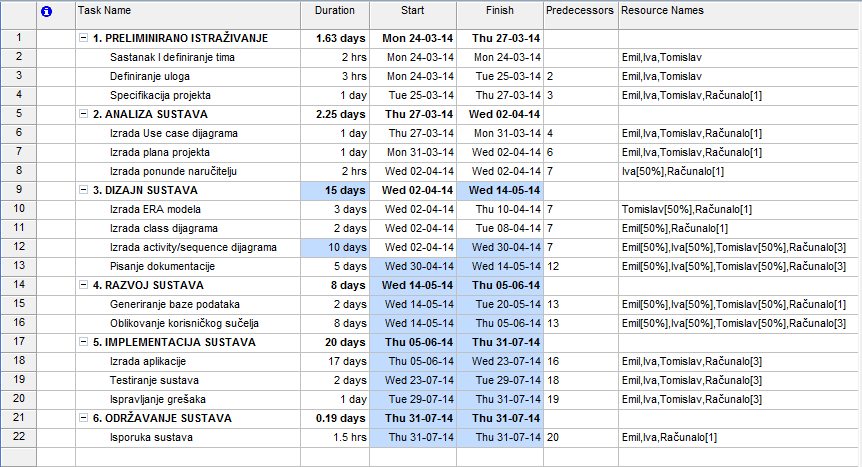 Task Name Duration Start Finish Predecessors Resource Names
1 1. PRELIMINIRANO ISTRAŽIVANJE 1.63 days Mon 24-03-14 Thu 27-03-14
2 Sastanak I definiranje tima 2 hrs Mon 24-03-14 Mon 24-03-14 Emil,Iva,Tomislav
3 Definiranje uloga 3 hrs Mon 24-03-14 Tue 25-03-14 2 Emil,Iva,Tomislav
4 Specifikacija projekta 1 day Tue 25-03-14 Thu 27-03-14 3 Emil,Iva,Tomislav,Računalo[1]
5 2. ANALIZA SUSTAVA 2.25 days Thu 27-03-14 Wed 02-04-14
6 Izrada Use case dijagrama 1 day Thu 27-03-14 Mon 31-03-14 4 Emil,Iva,Tomislav,Računalo[1]
7 Izrada plana projekta 1 day Mon 31-03-14 Wed 02-04-14 6 Emil,Iva,Tomislav,Računalo[1]
8 Izrada ponunde naručitelju 2 hrs Wed 02-04-14 Wed 02-04-14 7 Iva[50%],Računalo[1]
9 3. DIZAJN SUSTAVA 15 days Wed 02-04-14 Wed 14-05-14
10 Izrada ERA modela 3 days Wed 02-04-14 Thu 10-04-14 7 Tomislav[50%],Računalo[1]
11 Izrada class dijagrama 2 days Wed 02-04-14 Tue 08-04-14 7 Emil[50%],Računalo[1]
12 Izrada activity/sequence dijagrama 10 days Wed 02-04-14 Wed 30-04-14 7 Emil[50%],Iva[50%],Tomislav[50%],Računalo[3]
13 Pisanje dokumentacije 5 days Wed 30-04-14 Wed 14-05-14 12 Emil[50%],Iva[50%],Tomislav[50%],Računalo[3]
14 4. RAZVOJ SUSTAVA 8 days Wed 14-05-14 Thu 05-06-14
15 Generiranje baze podataka 2 days Wed 14-05-14 Tue 20-05-14 13 Emil[50%],Iva[50%],Tomislav[50%],Računalo[1]
16 Oblikovanje korisničkog sučelja 8 days Wed 14-05-14 Thu 05-06-14 13 Emil[50%],Iva[50%],Tomislav[50%],Računalo[3]
17 5. IMPLEMENTACIJA SUSTAVA 20 days Thu 05-06-14 Thu 31-07-14
18 Izrada aplikacije 17 days Thu 05-06-14 Wed 23-07-14 16 Emil,Iva,Tomislav,Računalo[3]
19 Testiranje sustava 2 days Wed 23-07-14 Tue 29-07-14 18 Emil,Iva,Tomislav,Računalo[3]
20 Ispravljanje grešaka 1 day Tue 29-07-14 Thu 31-07-14 19 Emil,Iva,Tomislav,Računalo[3]
21 6. ODRŽAVANJE SUSTAVA 0.19 days Thu 31-07-14 Thu 31-07-14
22 Isporuka sustava 1.5 hrs Thu 31-07-14 Thu 31-07-14 20 Emil,Iva,Računalo[1]